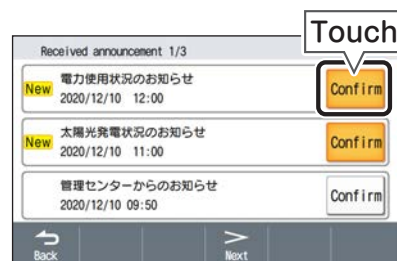 Touch
Received announcement 1/3
New
電力使用状況のお知らせ
2020/12/10 12:00
Confirm
New
太陽光発電状況のお知らせ
2020/12/10 11:00
Confirm
管理センターからのお知らせ
2020/12/10 09:50
Confirm
Back
Next